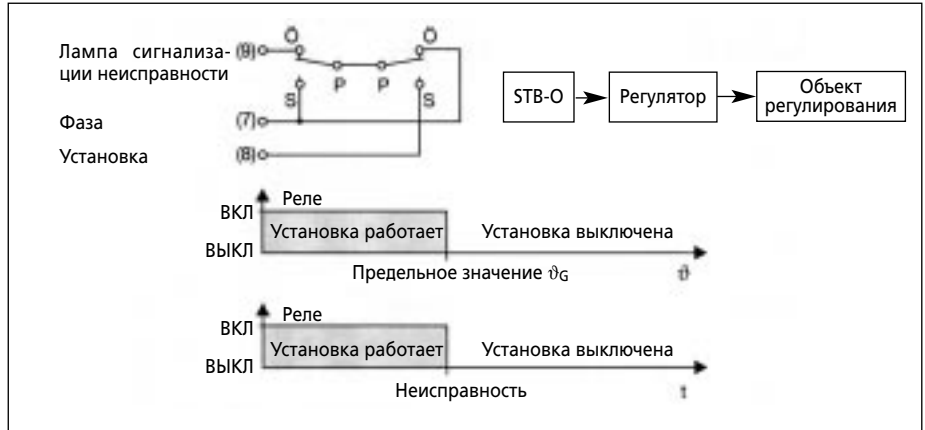 Ö Ö
Лампа сигнализа- (9)
ции неисправности
P P
S S
Фаза (7)
Установка (8)
STB-O Регулятор Объект
регулирования
Реле
ВКЛ
Установка работает Установка выключена
ВЫКЛ
Предельное значение ϑG ϑ
Реле
ВКЛ
Установка работает Установка выключена
ВЫКЛ
Неисправность t